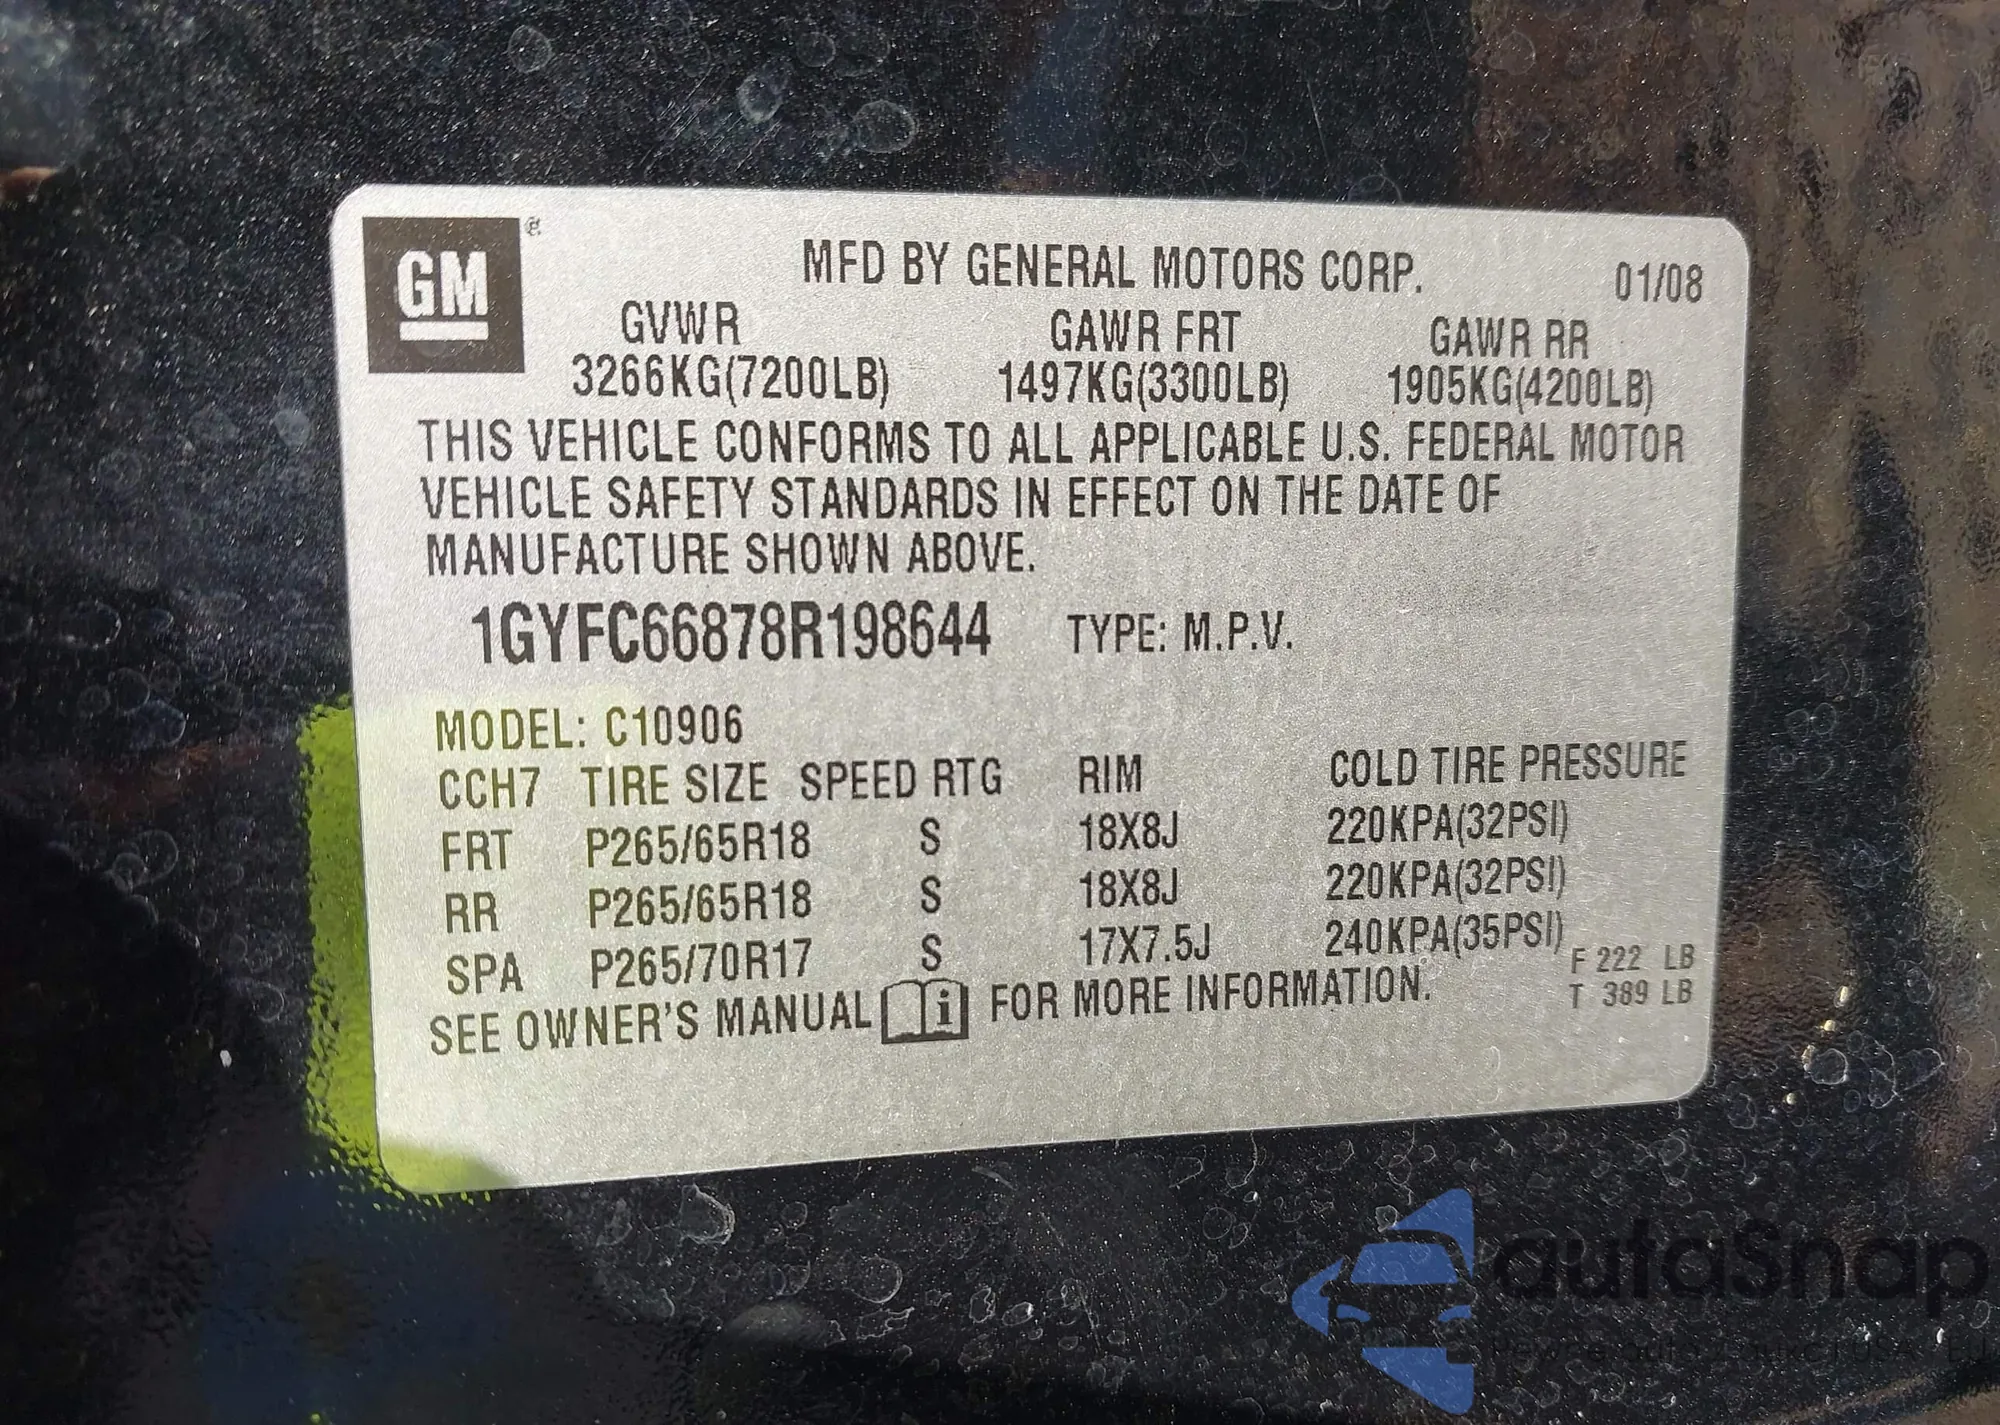 GM
®
MFD BY GENERAL MOTORS CORP. 01/08
GVWR GAWR FRT GAWR RR
3266KG(7200LB) 1497KG(3300LB) 1905KG(4200LB)
THIS VEHICLE CONFORMS TO ALL APPLICABLE U.S. FEDERAL MOTOR
VEHICLE SAFETY STANDARDS IN EFFECT ON THE DATE OF
MANUFACTURE SHOWN ABOVE.
1GYFC66878R198644 TYPE: M.P.V.
MODEL: C10906
CCH7 TIRE SIZE SPEED RTG RIM COLD TIRE PRESSURE
FRT P265/65R18 S 18X8J 220KPA(32PSI)
RR P265/65R18 S 18X8J 220KPA(32PSI)
SPA P265/70R17 S 17X7.5J 240KPA(35PSI)
F 222 LB
T 389 LB
SEE OWNER'S MANUAL i FOR MORE INFORMATION.
autaSnap